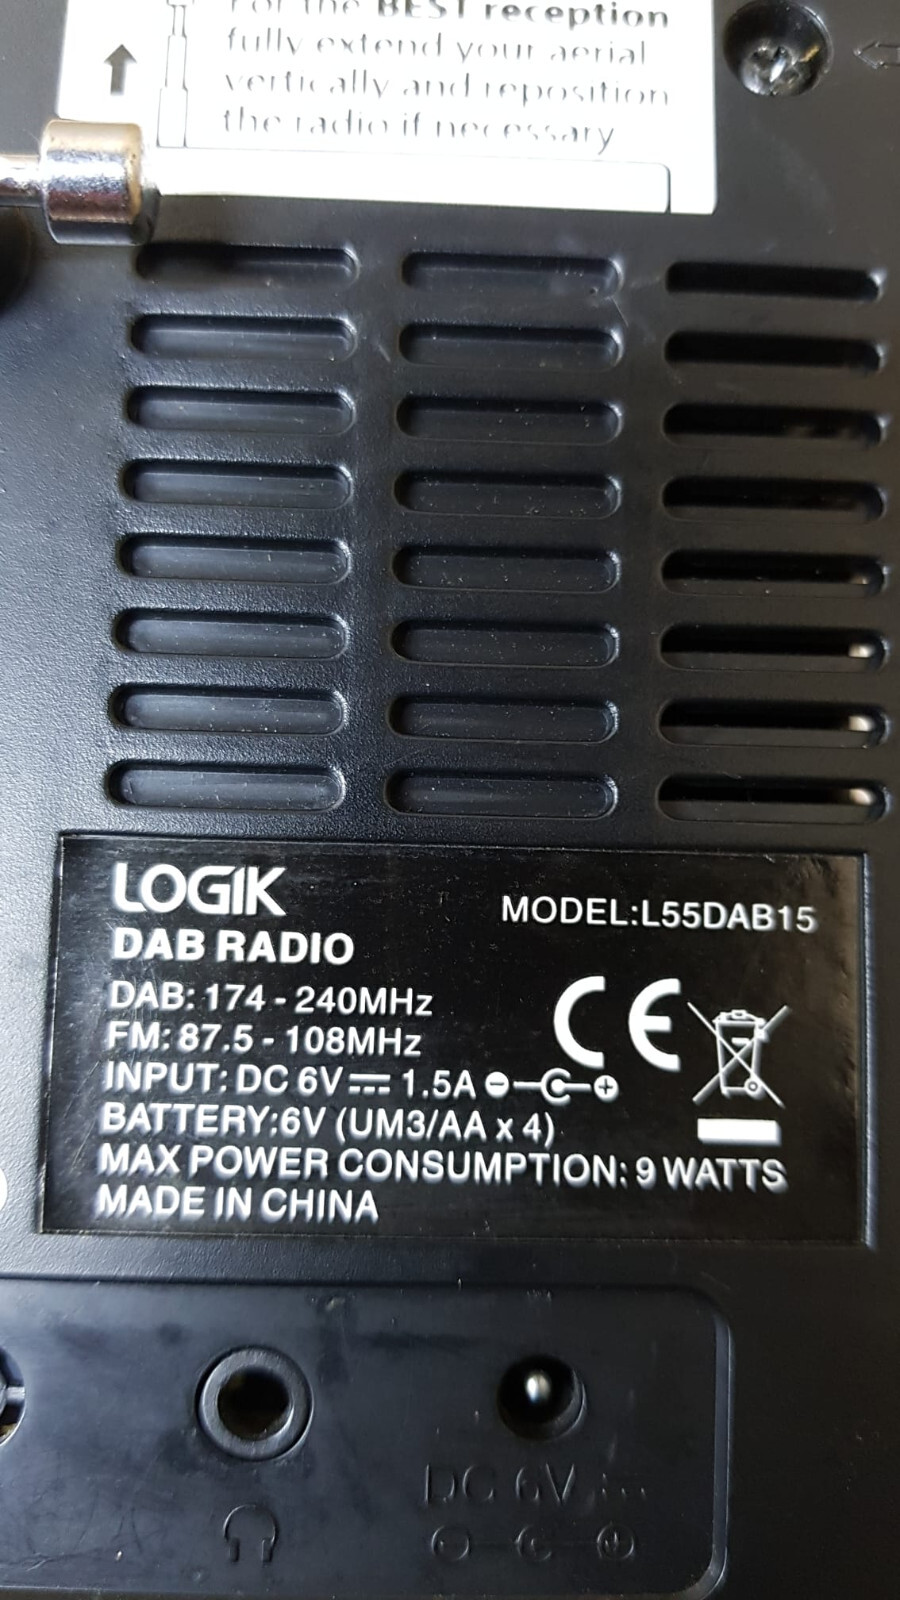 For the BEST reception
fully extend your aerial
vertically and reposition
the radio if necessary
LOGIK
MODEL:L55DAB15
DAB RADIO
DAB: 174 - 240MHz
FM: 87.5 - 108MHz
CE
INPUT: DC 6V 1.5A
BATTERY:6V (UM3/AA x 4)
MAX POWER CONSUMPTION: 9 WATTS
MADE IN CHINA
DC 6V